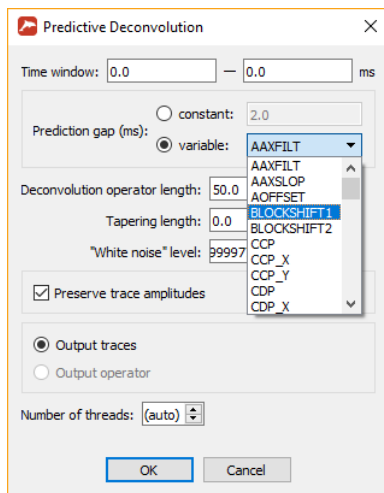 Predictive Deconvolution
Time window: 0.0 — 0.0 ms
Prediction gap (ms):
constant: 2.0
variable: AAXFILT
AAXFILT
AAXSLOP
AOFFSET
BLOCKSHIFT1
BLOCKSHIFT2
CCP
CCP_X
CCP_Y
CDP
CDP_X
Deconvolution operator length: 50.0
Tapering length: 0.0
"White noise" level:
Preserve trace amplitudes
Output traces
Output operator
Number of threads: (auto)
OK Cancel